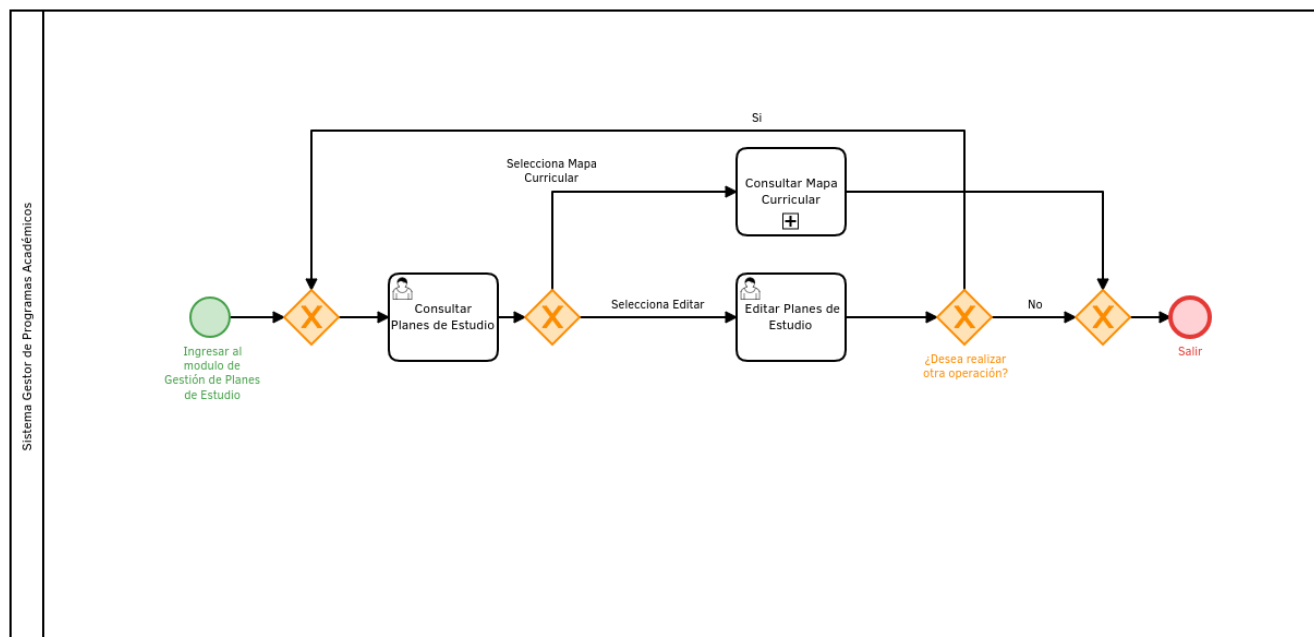 Sistema Gestor de Programas Académicos
Si
Selecciona Mapa
Curricular
Consultar Mapa
Curricular
Consultar
Planes de Estudio
Selecciona Editar
Editar Planes de
Estudio
No
Ingresar al
modulo de
Gestión de Planes
de Estudio
¿Desea realizar
otra operación?
Salir